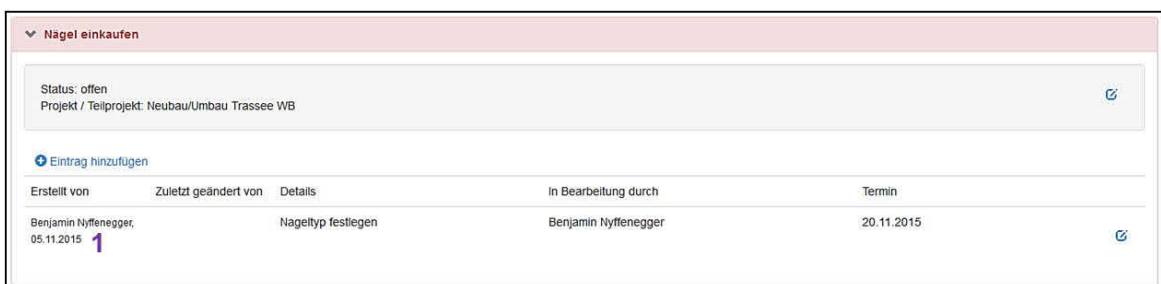 Nägel einkaufen
Status: offen
Projekt / Teilprojekt: Neubau/Umbau Trassee WB
Eintrag hinzufügen
Erstellt von Zuletzt geändert von Details In Bearbeitung durch Termin
Benjamin Nyffenegger, Nageltyp festlegen Benjamin Nyffenegger 20.11.2015
05.11.2015 1